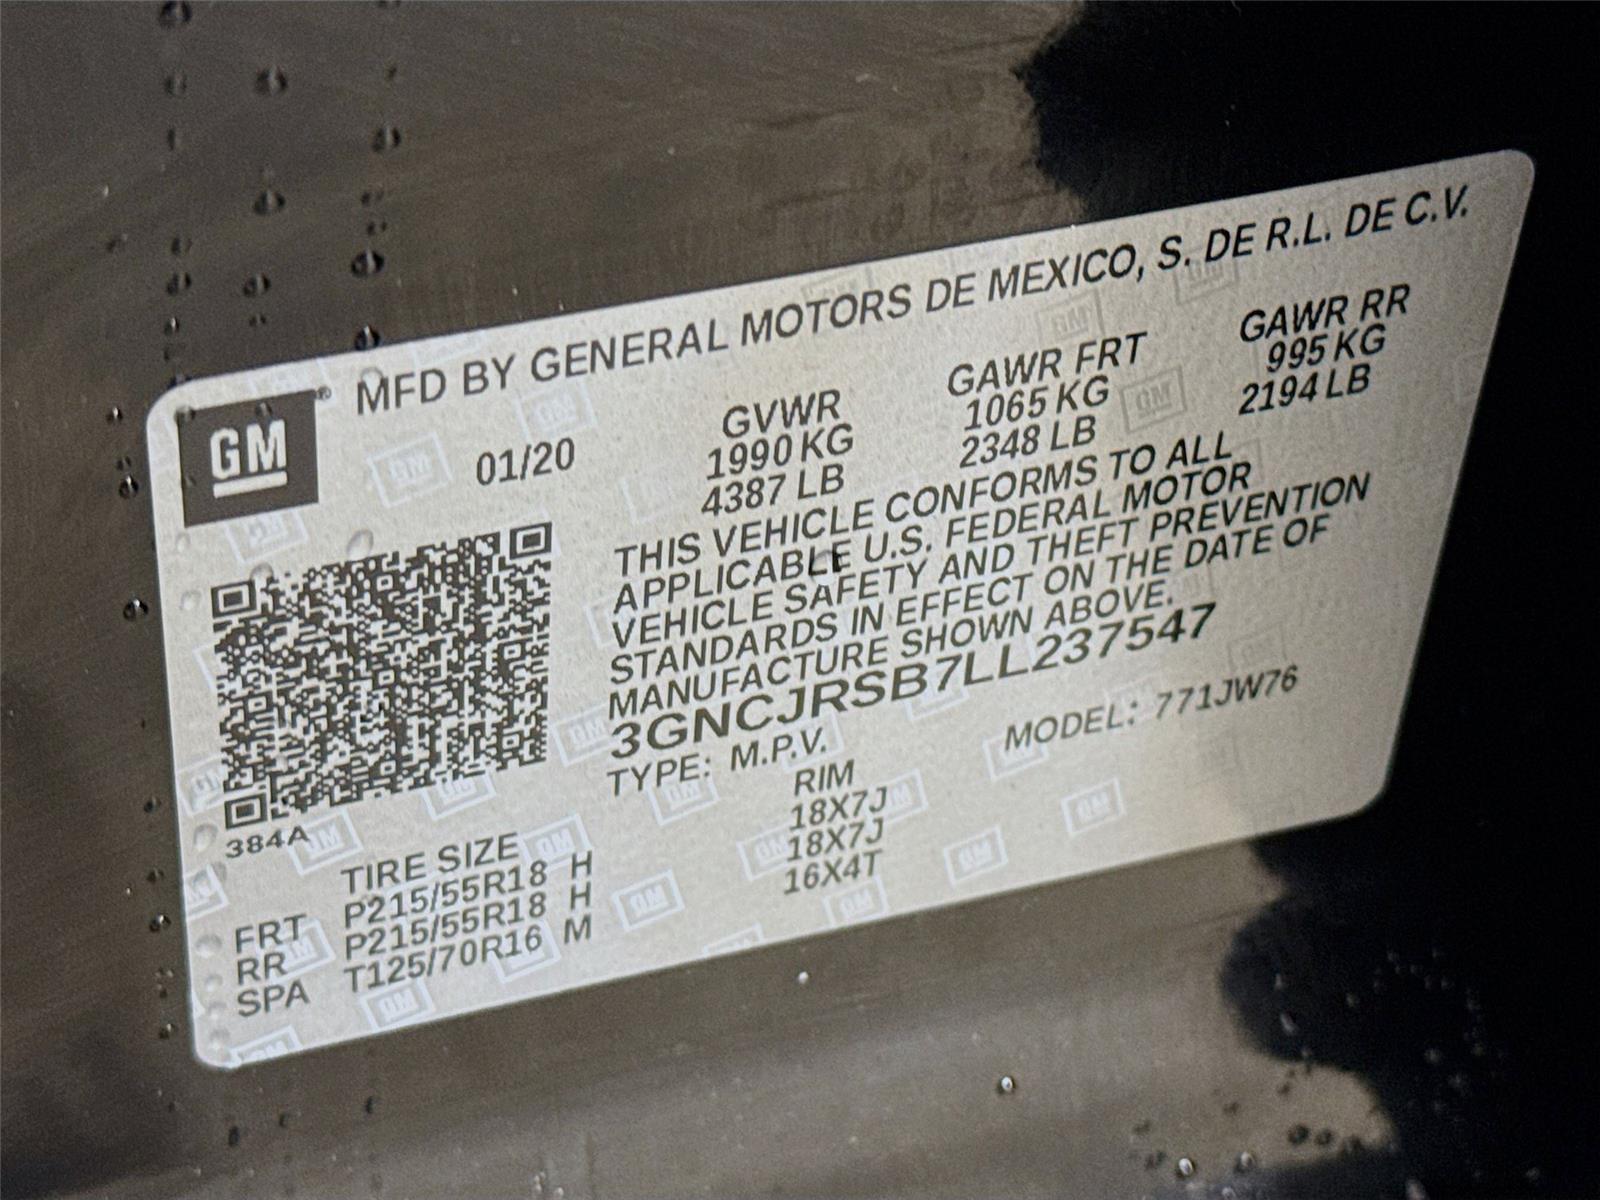 GM® MFD BY GENERAL MOTORS DE MEXICO, S. DE R.L. DE C.V.
01/20 GVWR GAWR FRT GAWR RR
1990 KG 1065 KG 995 KG
4387 LB 2348 LB 2194 LB
THIS VEHICLE CONFORMS TO ALL
APPLICABLE U.S. FEDERAL MOTOR
VEHICLE SAFETY AND THEFT PREVENTION
STANDARDS IN EFFECT ON THE DATE OF
MANUFACTURE SHOWN ABOVE.
3GNCJRSB7LL237547
TYPE: M.P.V. MODEL: 771JW76
384A
TIRE SIZE RIM
FRT P215/55R18 H 18X7J
RR P215/55R18 H 18X7J
SPA T125/70R16 M 16X4T